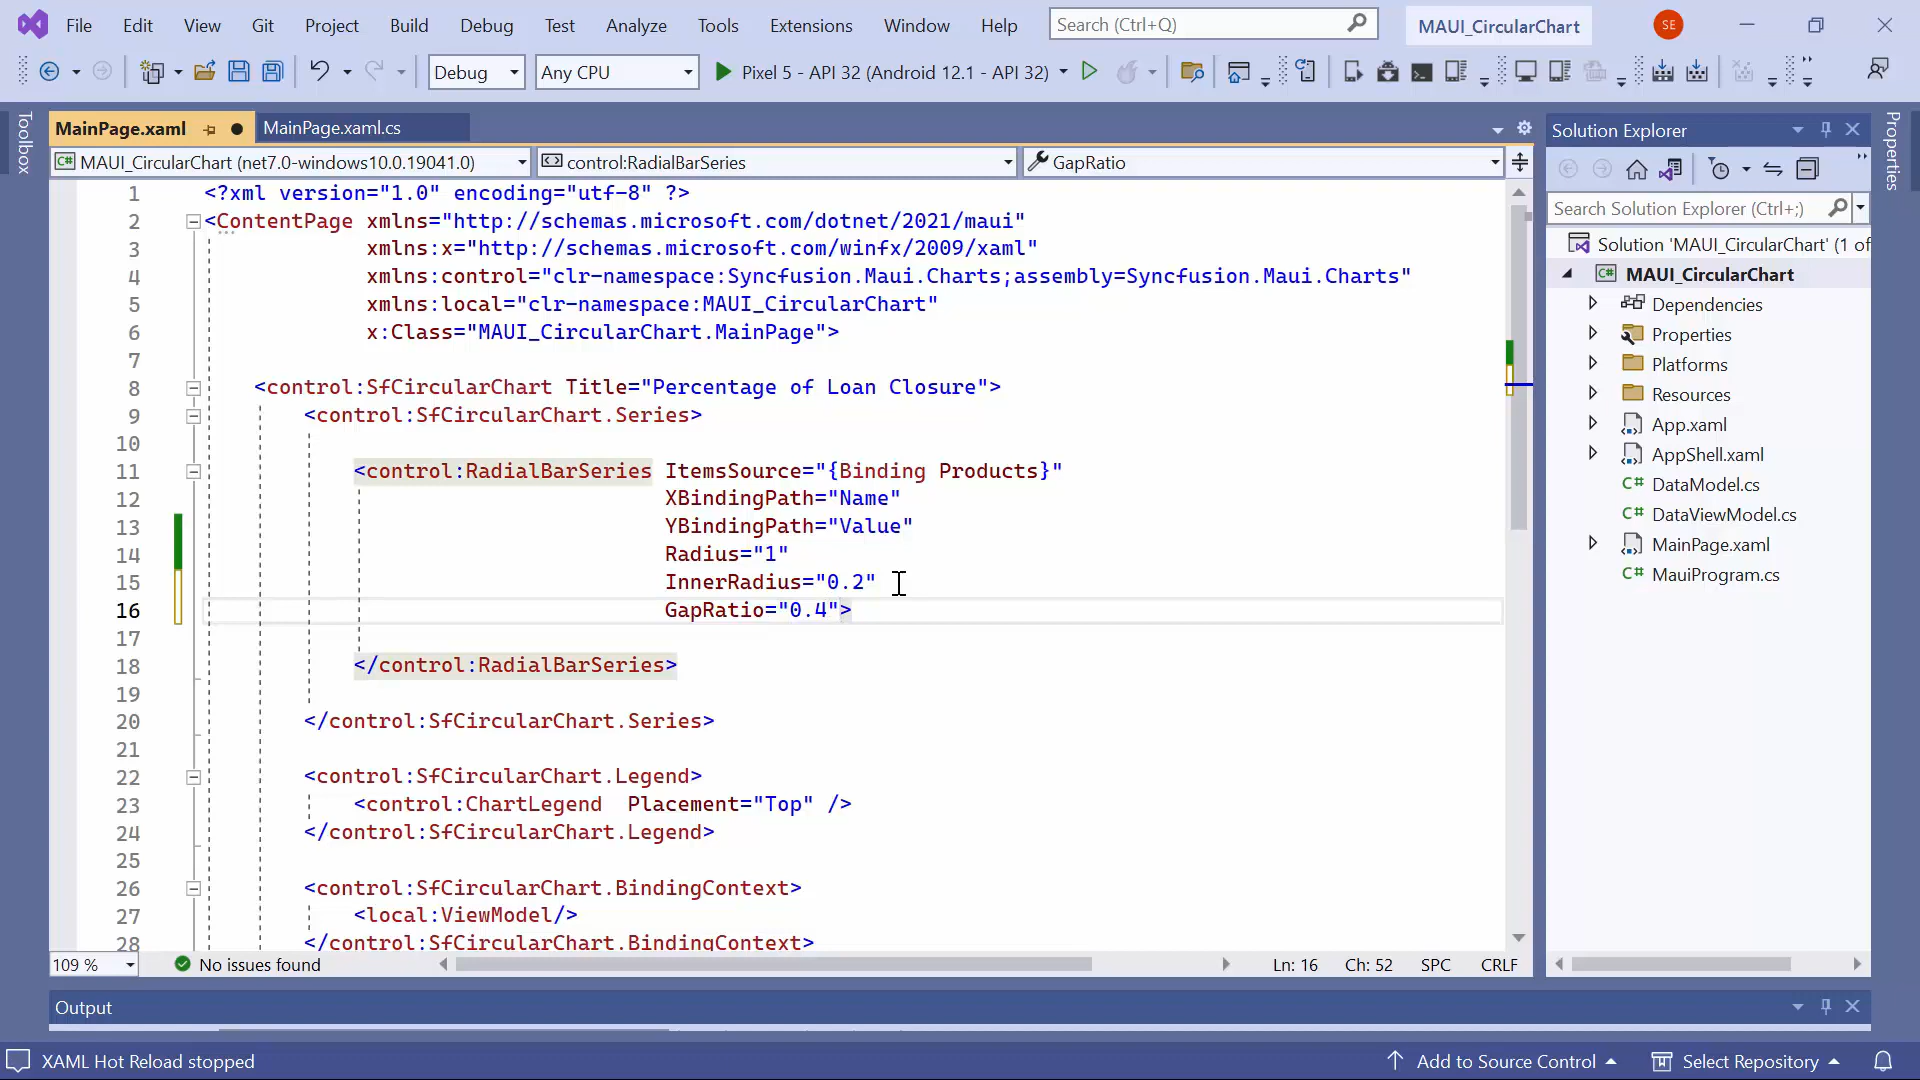 File Edit View Git Project Build Debug Test Analyze Tools Extensions Window Help Search (Ctrl+Q) MAUI_CircularChart SE
Debug Any CPU Pixel 5 - API 32 (Android 12.1 - API 32)
Toolbox
MainPage.xaml MainPage.xaml.cs
MAUI_CircularChart (net7.0-windows10.0.19041.0) control:RadialBarSeries GapRatio
1 <?xml version="1.0" encoding="utf-8" ?>
2 <ContentPage xmlns="http://schemas.microsoft.com/dotnet/2021/maui"
3 xmlns:x="http://schemas.microsoft.com/winfx/2009/xaml"
4 xmlns:control="clr-namespace:Syncfusion.Maui.Charts;assembly=Syncfusion.Maui.Charts"
5 xmlns:local="clr-namespace:MAUI_CircularChart"
6 x:Class="MAUI_CircularChart.MainPage">
7
8 <control:SfCircularChart Title="Percentage of Loan Closure">
9 <control:SfCircularChart.Series>
10
11 <control:RadialBarSeries ItemsSource="{Binding Products}"
12 XBindingPath="Name"
13 YBindingPath="Value"
14 Radius="1"
15 InnerRadius="0.2"
16 GapRatio="0.4">
17
18 </control:RadialBarSeries>
19
20 </control:SfCircularChart.Series>
21
22 <control:SfCircularChart.Legend>
23 <control:ChartLegend  Placement="Top" />
24 </control:SfCircularChart.Legend>
25
26 <control:SfCircularChart.BindingContext>
27 <local:ViewModel/>
28 </control:SfCircularChart.BindingContext>
109 % No issues found Ln: 16 Ch: 52 SPC CRLF
Solution Explorer
Search Solution Explorer (Ctrl+;)
Solution 'MAUI_CircularChart' (1 of
MAUI_CircularChart
Dependencies
Properties
Platforms
Resources
App.xaml
AppShell.xaml
DataModel.cs
DataViewModel.cs
MainPage.xaml
MauiProgram.cs
Properties
Output
XAML Hot Reload stopped Add to Source Control Select Repository